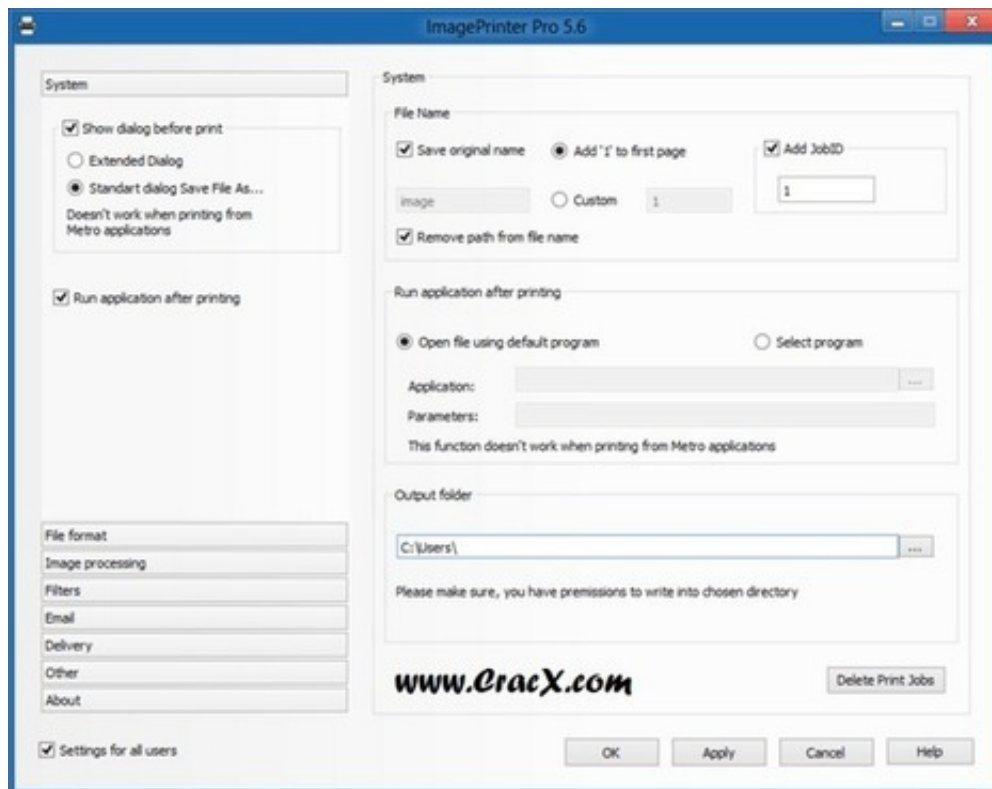 ImagePrinter Pro 5.6
System
Show dialog before print
Extended Dialog
Standart dialog Save File As...
Doesn't work when printing from
Metro applications
Run application after printing
File format
Image processing
Filters
Email
Delivery
Other
About
Settings for all users
System
File Name
Save original name
Add '1' to first page
Add JobID
1
image
Custom
1
Remove path from file name
Run application after printing
Open file using default program
Select program
Application:
...
Parameters:
This function doesn't work when printing from Metro applications
Output folder
C:\Users\
...
Please make sure, you have premissions to write into chosen directory
www.CracX.com
Delete Print Jobs
OK
Apply
Cancel
Help